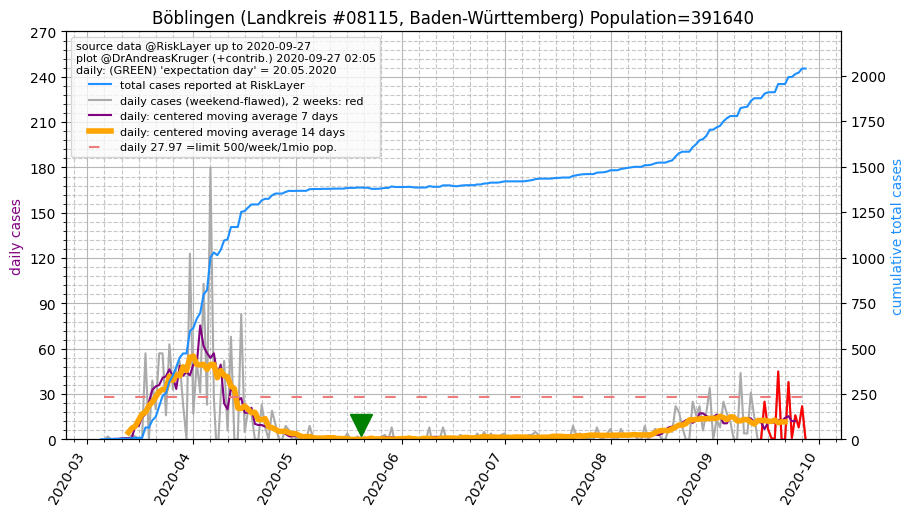 Böblingen (Landkreis #08115, Baden-Württemberg) Population=391640
source data @RiskLayer up to 2020-09-27
plot @DrAndreasKruger (+contrib.) 2020-09-27 02:05
daily: (GREEN) 'expectation day' = 20.05.2020
total cases reported at RiskLayer
daily cases (weekend-flawed), 2 weeks: red
daily: centered moving average 7 days
daily: centered moving average 14 days
daily 27.97 =limit 500/week/1mio pop.
daily cases
270
240
210
180
150
120
90
60
30
0
cumulative total cases
2000
1750
1500
1250
1000
750
500
250
0
2020-03
2020-04
2020-05
2020-06
2020-07
2020-08
2020-09
2020-10